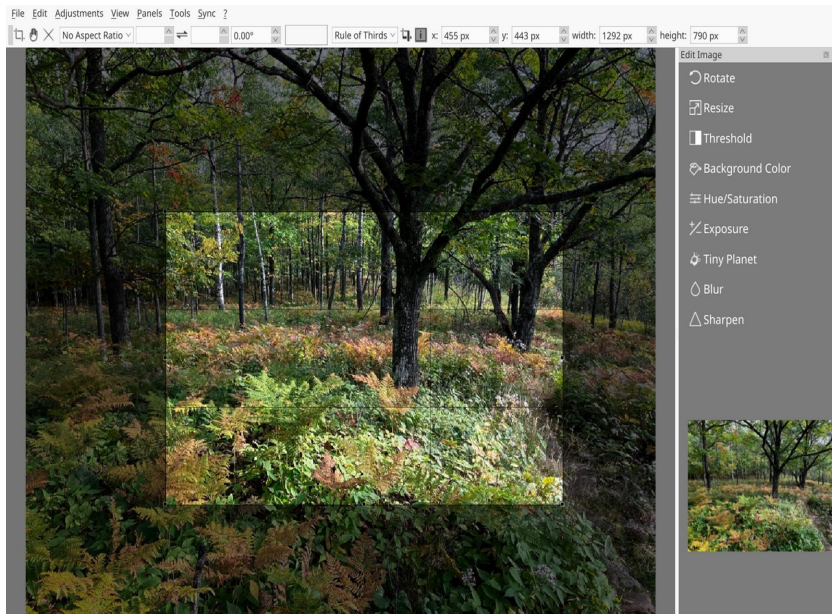 File Edit Adjustments View Panels Tools Sync ?
No Aspect Ratio 0.00° Rule of Thirds x: 455 px y: 443 px width: 1292 px height: 790 px
Edit Image
Rotate
Resize
Threshold
Background Color
Hue/Saturation
Exposure
Tiny Planet
Blur
Sharpen